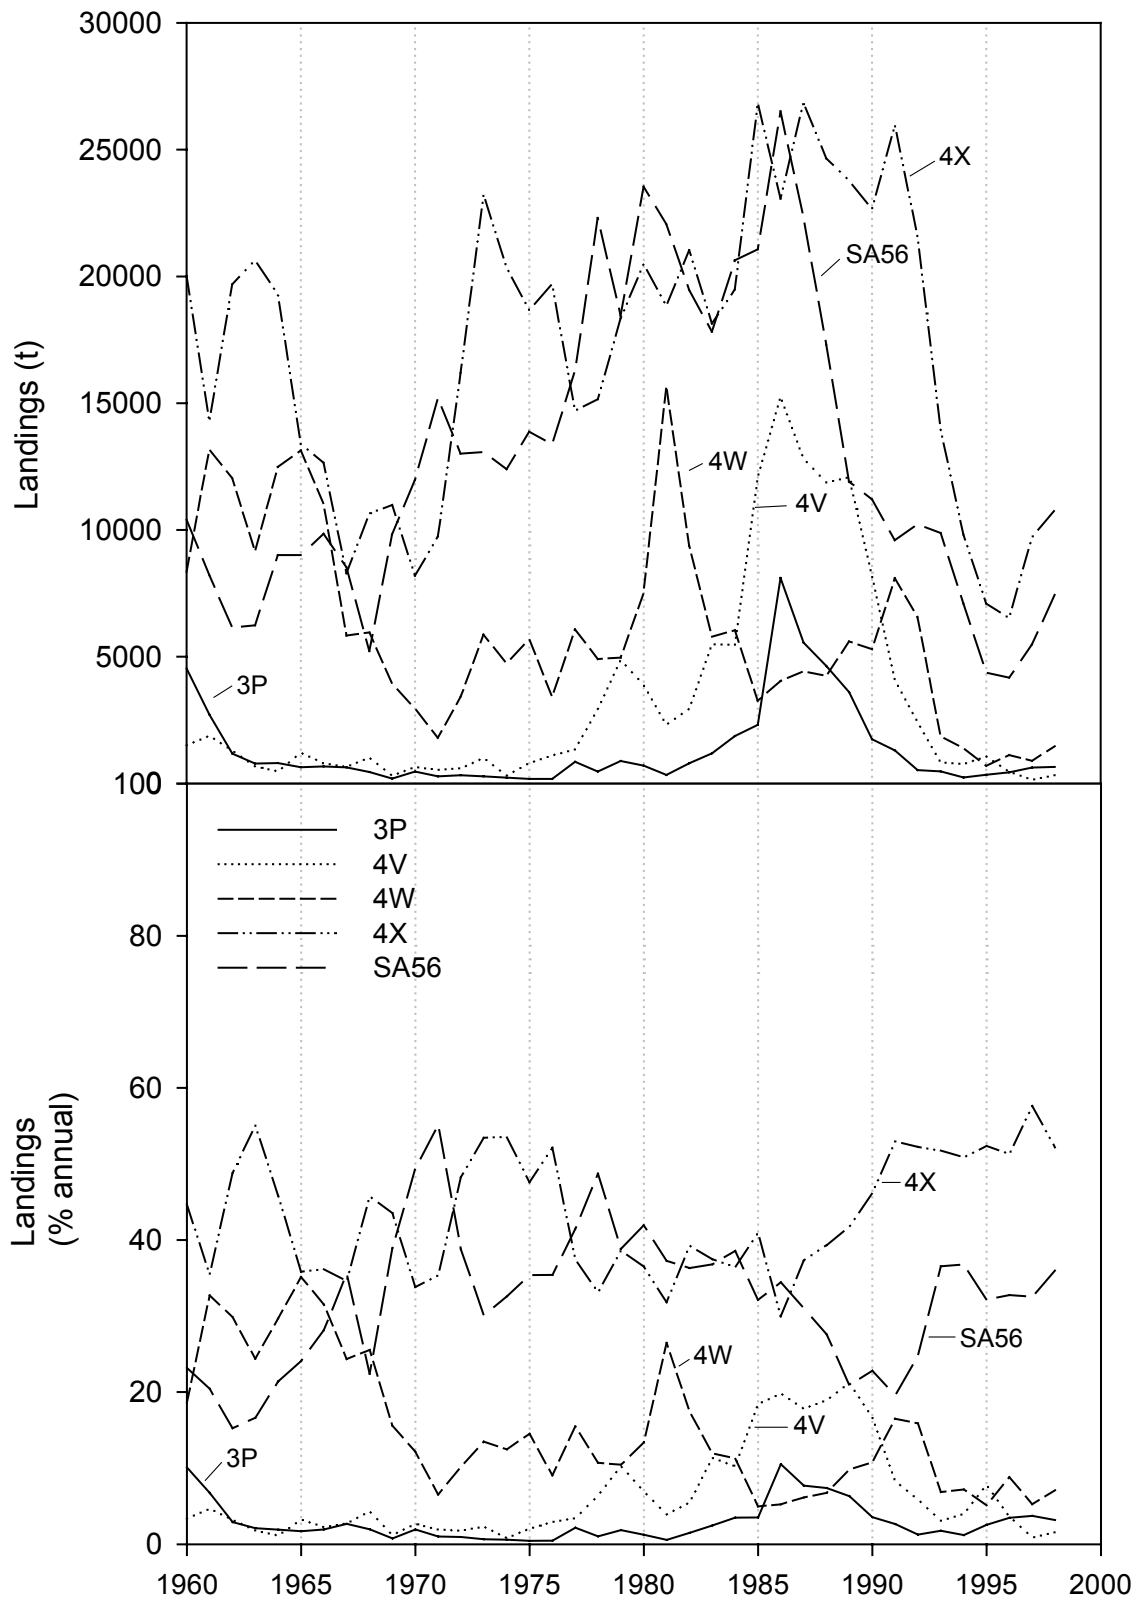 30000
25000
20000
15000
10000
5000
0
Landings (t)
4X
SA56
4W
4V
3P
100
80
60
40
20
0
Landings
(% annual)
3P
4V
4W
4X
SA56
4X
SA56
4W
4V
3P
1960 1965 1970 1975 1980 1985 1990 1995 2000